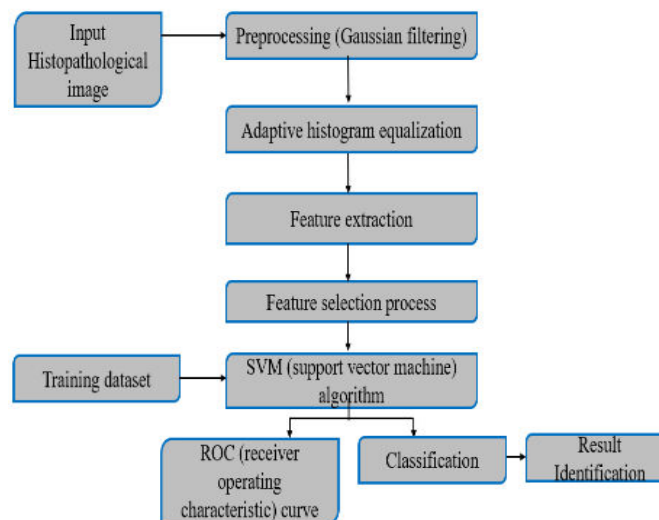 Input
Histopathological
image
Preprocessing (Gaussian filtering)
Adaptive histogram equalization
Feature extraction
Feature selection process
Training dataset
SVM (support vector machine)
algorithm
ROC (receiver
operating
characteristic) curve
Classification
Result
Identification